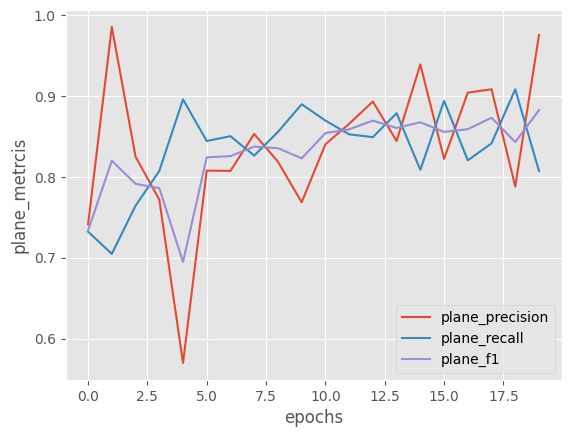 1.0
0.9
0.8
0.7
0.6
plane_metrcis
0.0 2.5 5.0 7.5 10.0 12.5 15.0 17.5
epochs
plane_precision
plane_recall
plane_f1